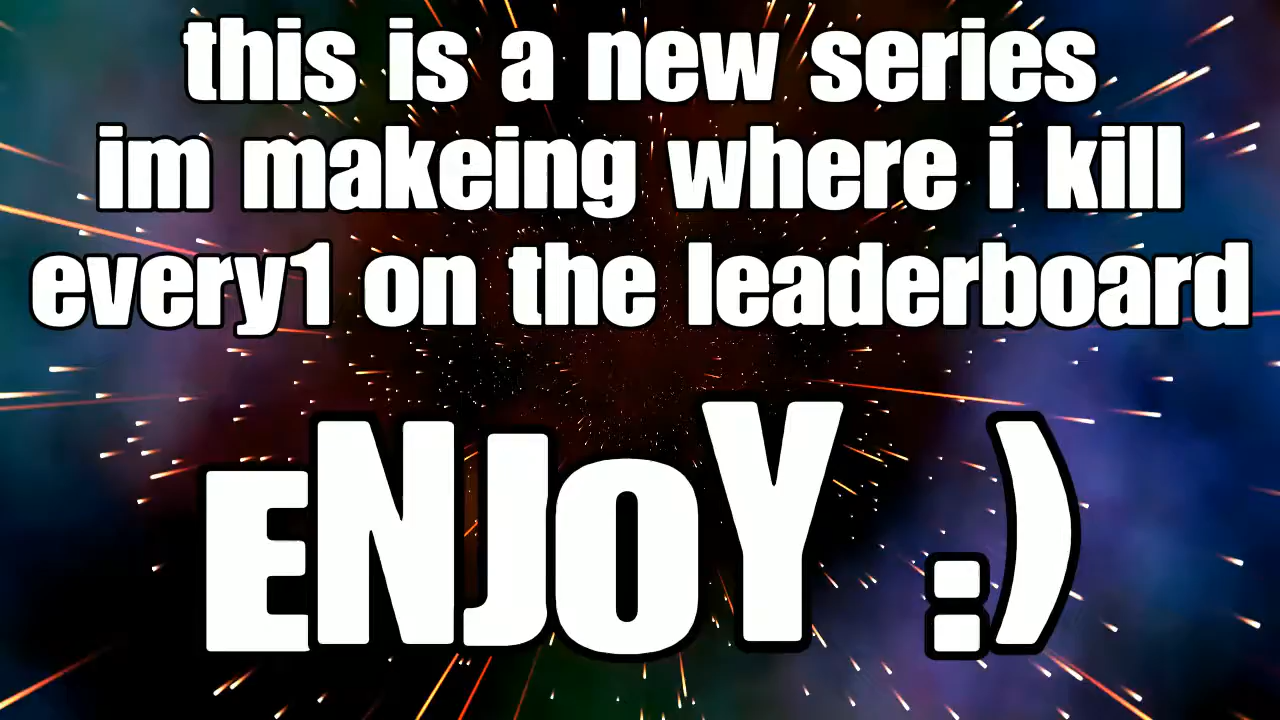 this is a new series
im makeing where i kill
every1 on the leaderboard
ENJOY :)